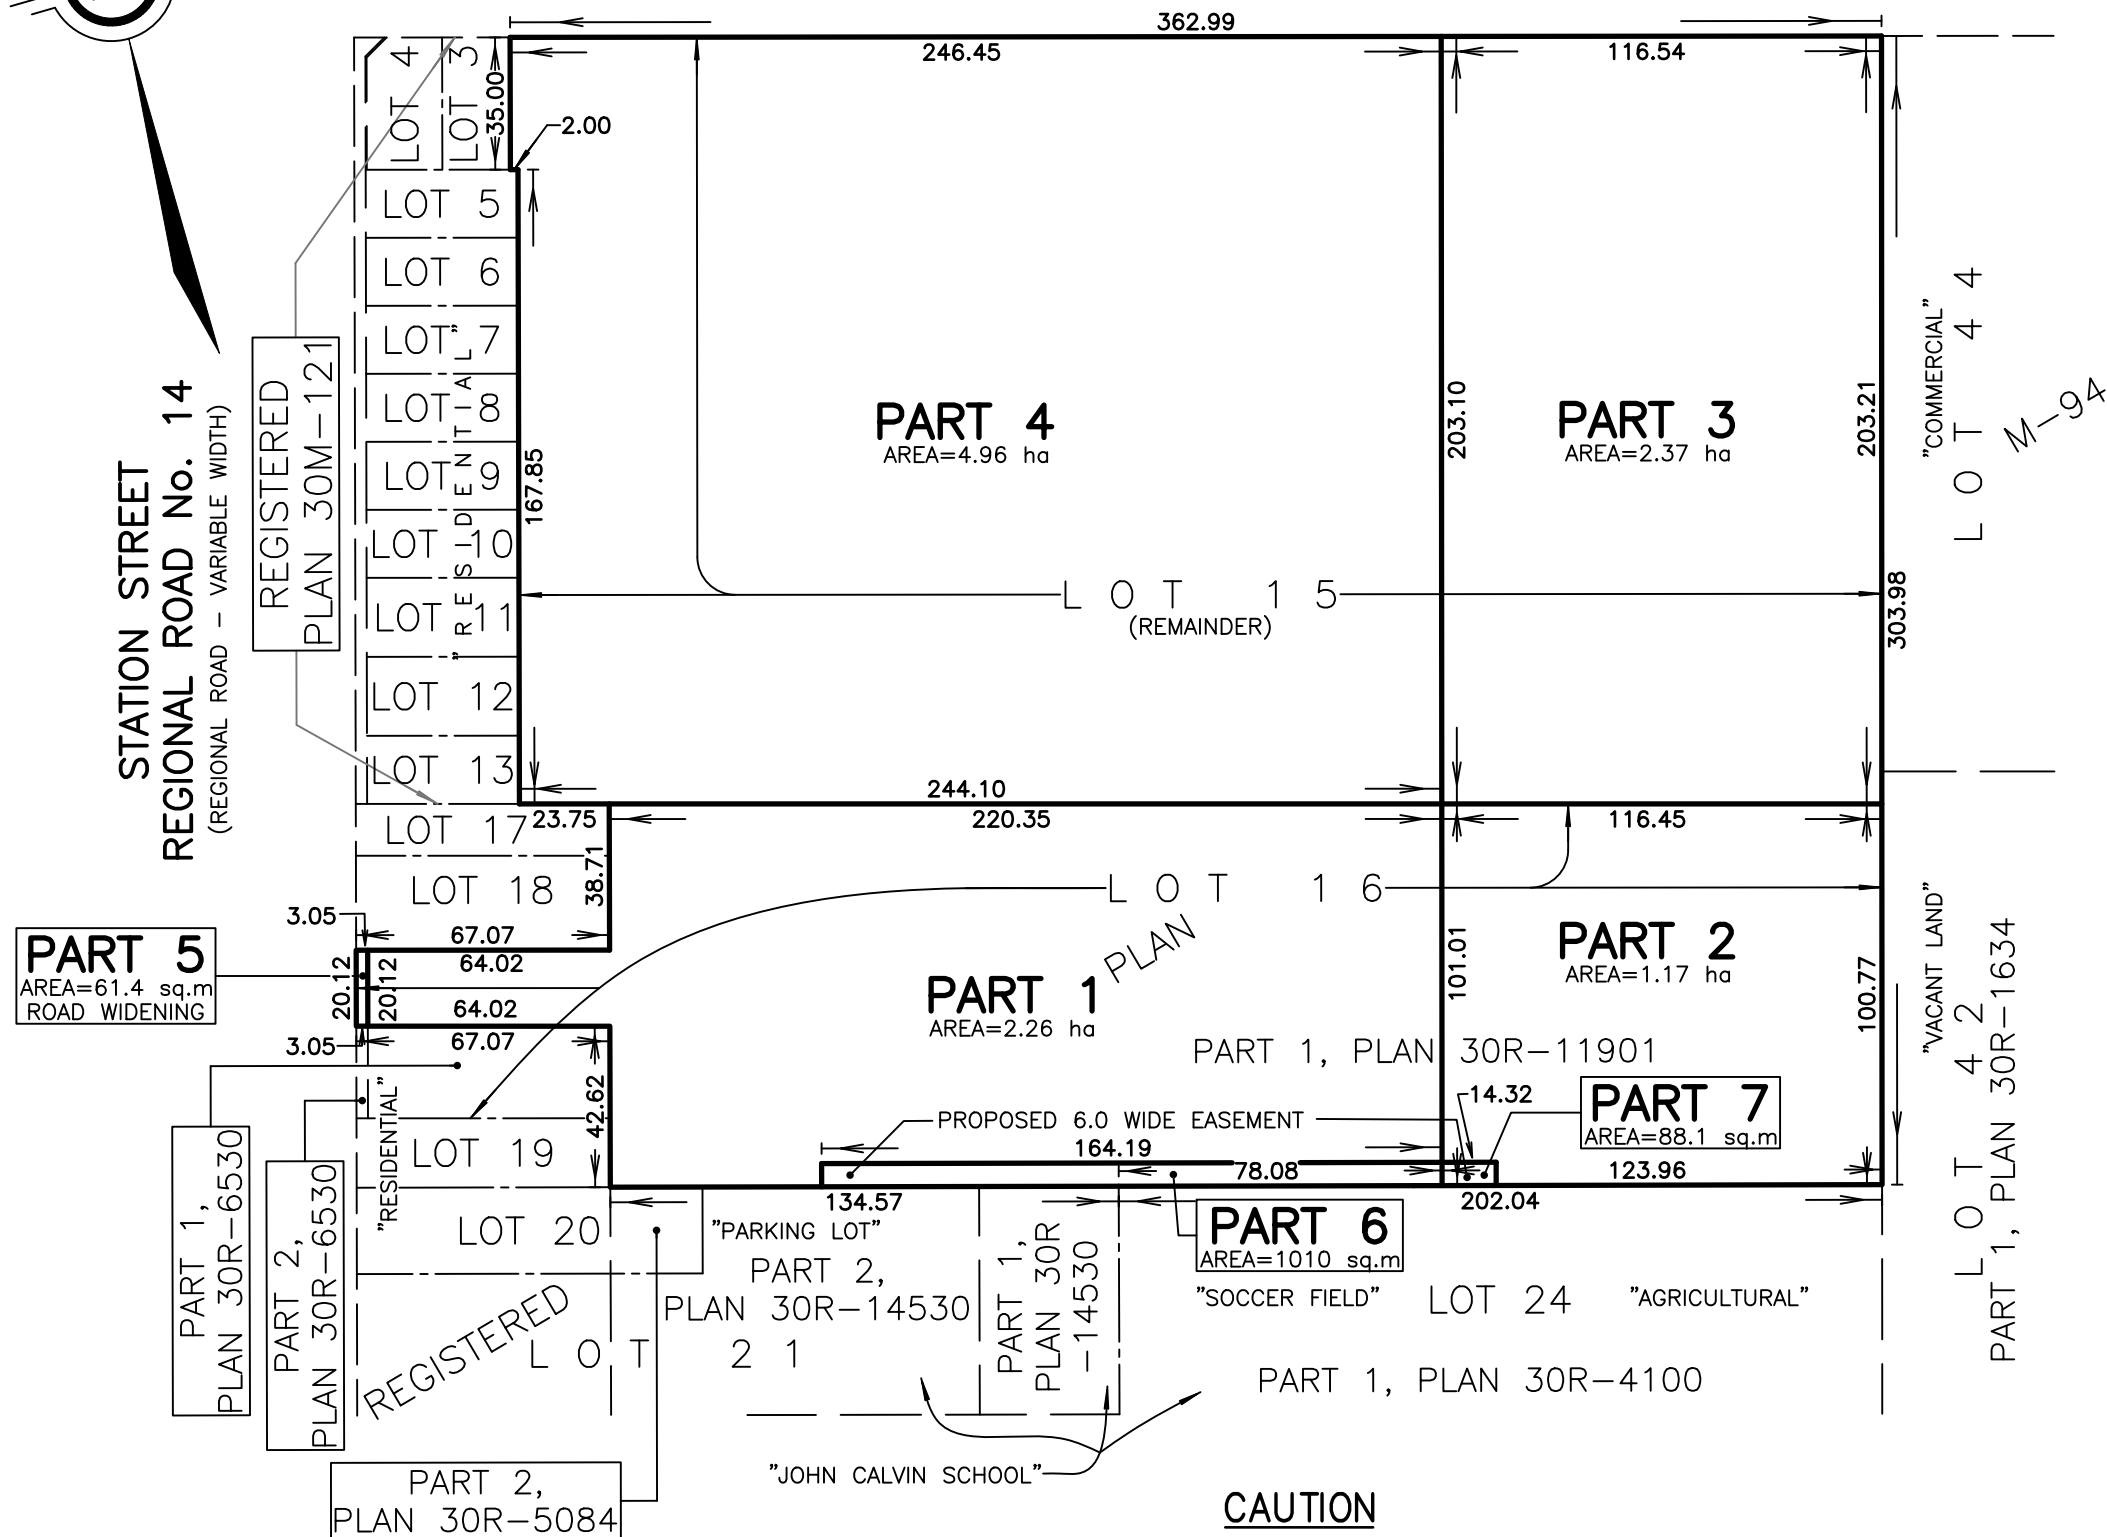 362.99
246.45
116.54
LOT 4
LOT 3
35.00
2.00
LOT 5
LOT 6
LOT 7
LOT 8
LOT 9
LOT 10
LOT 11
LOT 12
LOT 13
"RESIDENTIAL"
REGISTERED
PLAN 30M-121
STATION STREET
REGIONAL ROAD No. 14
(REGIONAL ROAD - VARIABLE WIDTH)
167.85
PART 4
AREA=4.96 ha
203.10
PART 3
AREA=2.37 ha
203.21
303.98
"COMMERCIAL"
LOT 44
M-94
LOT 15
(REMAINDER)
244.10
23.75
220.35
116.45
LOT 17
38.71
LOT 18
LOT 16
PLAN
3.05
67.07
64.02
PART 5
AREA=61.4 sq.m
ROAD WIDENING
20.12
20.12
64.02
67.07
3.05
PART 1
AREA=2.26 ha
101.01
PART 2
AREA=1.17 ha
100.77
"VACANT LAND"
LOT 42
PART 1, PLAN 30R-1634
PART 1, PLAN 30R-11901
42.62
"RESIDENTIAL"
LOT 19
PROPOSED 6.0 WIDE EASEMENT
14.32
PART 7
AREA=88.1 sq.m
164.19
78.08
123.96
134.57
202.04
PART 1,
PLAN 30R-6530
PART 2,
PLAN 30R-6530
LOT 20
"PARKING LOT"
PART 2,
PLAN 30R-14530
PART 1,
PLAN 30R
-14530
PART 6
AREA=1010 sq.m
"SOCCER FIELD"
LOT 24
"AGRICULTURAL"
REGISTERED
LOT 21
PART 1, PLAN 30R-4100
"JOHN CALVIN SCHOOL"
PART 2,
PLAN 30R-5084
CAUTION